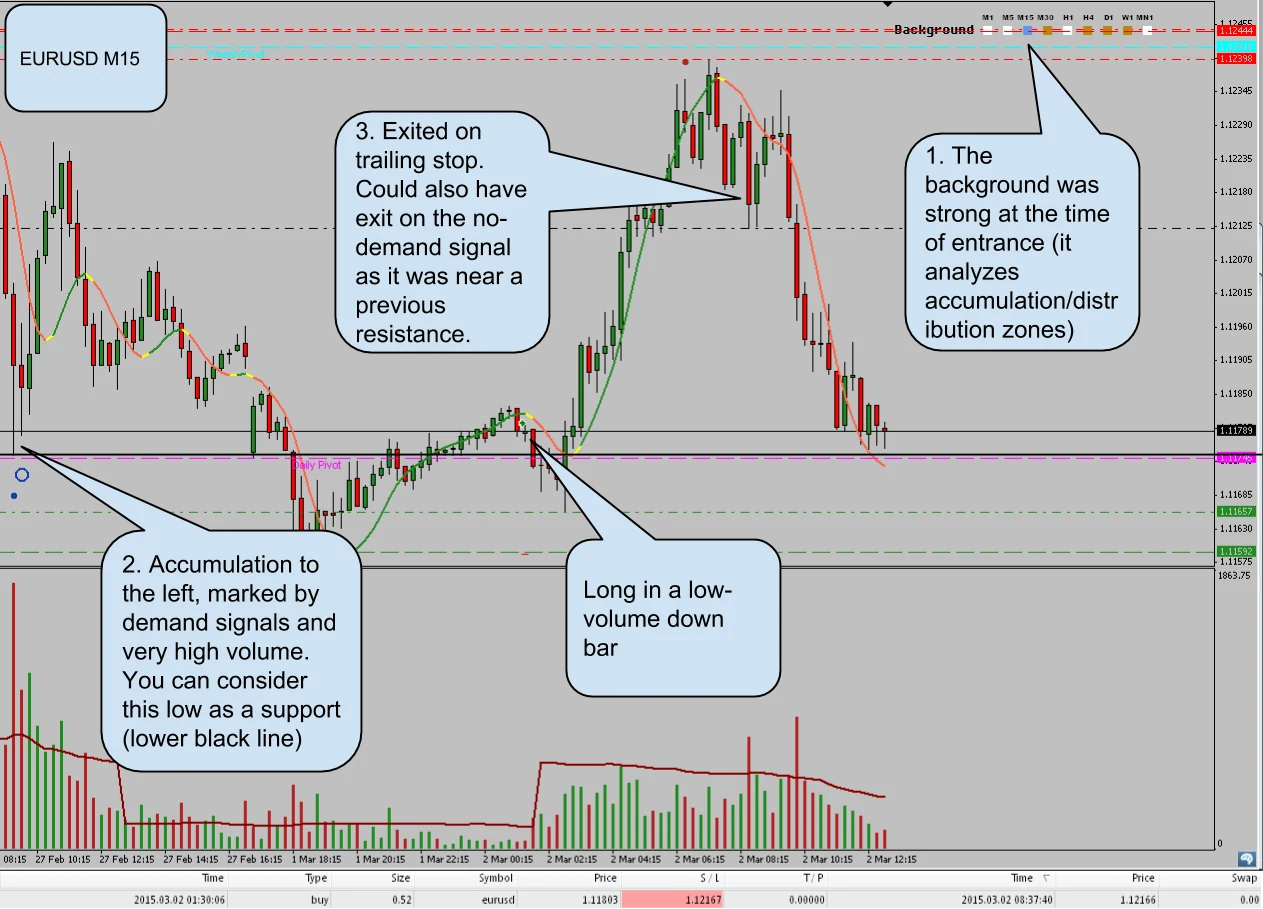 EURUSD M15
WeeklyPivot
M1 M5 M15 M30 H1 H4 D1 W1 MN1
Background
3. Exited on
trailing stop.
Could also have
exit on the no-
demand signal
as it was near a
previous
resistance.
1. The
background was
strong at the time
of entrance (it
analyzes
accumulation/distr
ibution zones)
1.12455
1.12444
1.12398
1.12345
1.12290
1.12235
1.12180
1.12125
1.12070
1.12015
1.11960
1.11905
1.11850
1.11789
1.11745
1.11685
1.11657
1.11630
1.11592
1.11575
Daily Pivot
2. Accumulation to
the left, marked by
demand signals and
very high volume.
You can consider
this low as a support
(lower black line)
Long in a low-
volume down
bar
1863.75
0
08:15 27 Feb 10:15 27 Feb 12:15 27 Feb 14:15 27 Feb 16:15 1 Mar 18:15 1 Mar 20:15 1 Mar 22:15 2 Mar 00:15 2 Mar 02:15 2 Mar 04:15 2 Mar 06:15 2 Mar 08:15 2 Mar 10:15 2 Mar 12:15
Time Type Size Symbol Price S / L T / P Time Price Swap
2015.03.02 01:30:06 buy 0.52 eurusd 1.11803 1.12167 0.00000 2015.03.02 08:37:40 1.12166 0.00